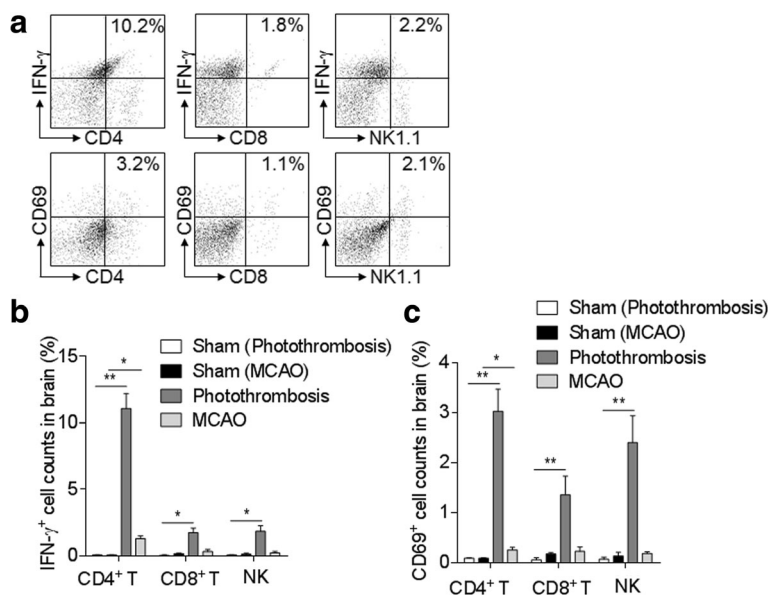 a
10.2%
1.8%
2.2%
IFN-γ
IFN-γ
IFN-γ
CD4
CD8
NK1.1
3.2%
1.1%
2.1%
CD69
CD69
CD69
CD4
CD8
NK1.1
b
Sham (Photothrombosis)
Sham (MCAO)
Photothrombosis
MCAO
IFN-γ⁺ cell counts in brain (%)
15
10
5
0
*
**
*
*
CD4⁺ T
CD8⁺ T
NK
c
Sham (Photothrombosis)
Sham (MCAO)
Photothrombosis
MCAO
CD69⁺ cell counts in brain (%)
4
3
2
1
0
*
**
**
**
CD4⁺ T
CD8⁺ T
NK